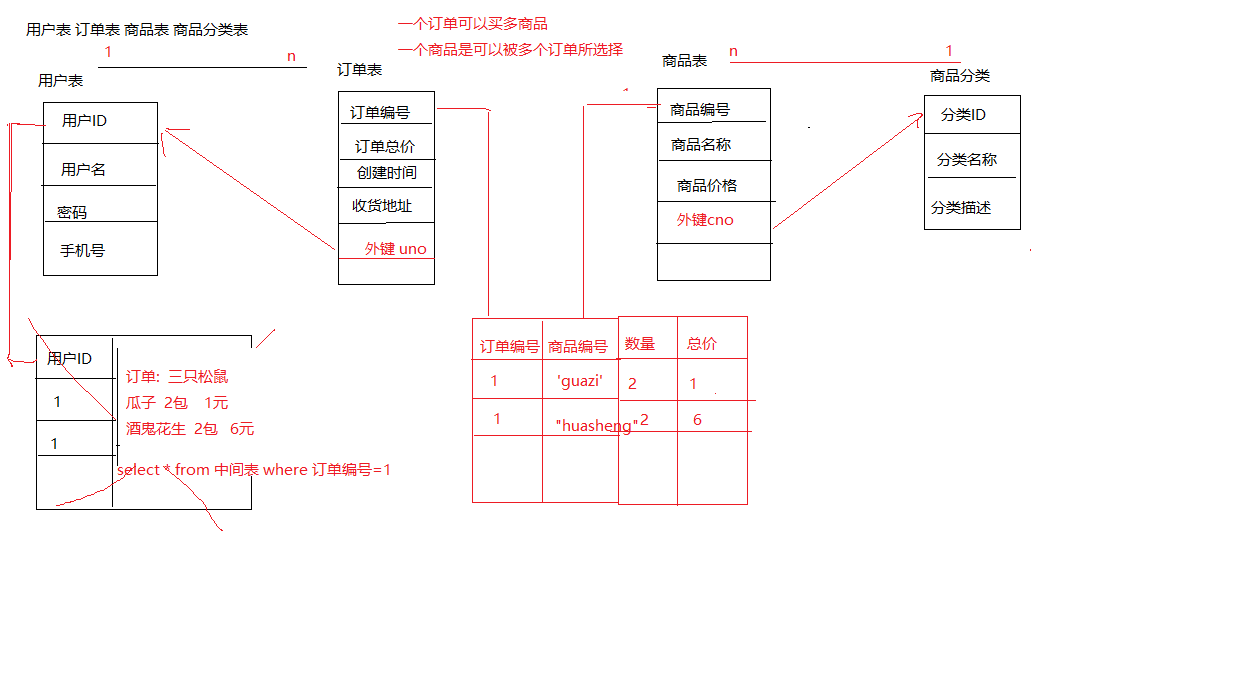 用户表 订单表 商品表 商品分类表
1
n
一个订单可以买多商品
一个商品是可以被多个订单所选择
n
1
用户表
用户ID
用户名
密码
手机号
订单表
订单编号
订单总价
创建时间
收货地址
外键 uno
商品表
商品编号
商品名称
商品价格
外键cno
商品分类
分类ID
分类名称
分类描述
用户ID
1
1
订单: 三只松鼠
瓜子 2包 1元
酒鬼花生 2包 6元
select * from 中间表 where 订单编号=1
订单编号 商品编号 数量 总价
1 'guazi' 2 1
1 "huasheng" 2 6